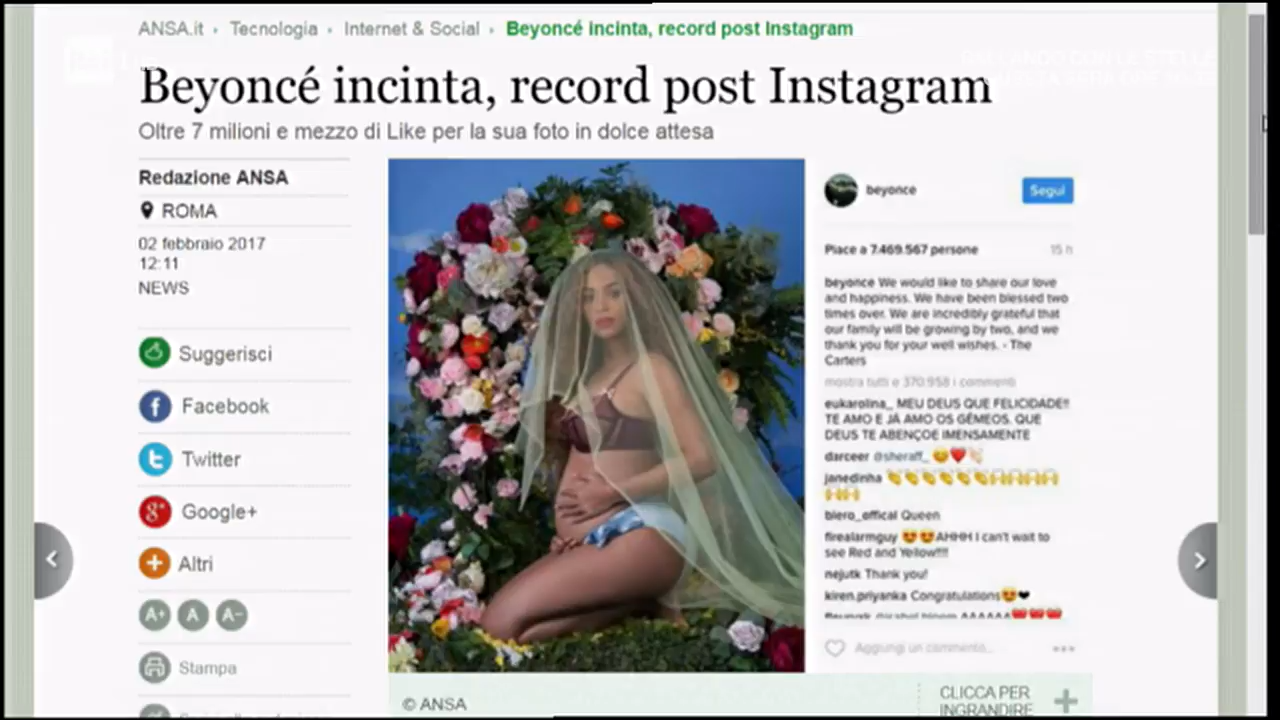 ANSA.it › Tecnologia › Internet & Social › Beyoncé incinta, record post Instagram
Beyoncé incinta, record post Instagram
Oltre 7 milioni e mezzo di Like per la sua foto in dolce attesa
Redazione ANSA
ROMA
02 febbraio 2017
12:11
NEWS
Suggerisci
Facebook
Twitter
Google+
Altri
A+ A A-
Stampa
beyonce
Segui
Piace a 7.469.567 persone 15 h
beyonce We would like to share our love
and happiness. We have been blessed two
times over. We are incredibly grateful that
our family will be growing by two, and we
thank you for your well wishes. - The
Carters
mostra tutti e 370.958 i commenti
eukarolina_ MEU DEUS QUE FELICIDADE!!
TE AMO E JÁ AMO OS GÊMEOS. QUE
DEUS TE ABENÇOE IMENSAMENTE
darceer @sheraff_ 😊❤️👏🏻
janedinha 👏👏👏👏👏👏🙌🙌🙌🙌
🙌🙌
blero_offical Queen
firealarmguy 😍😍AHHH I can't wait to
see Red and Yellow!!!!
nejutk Thank you!
kiren.priyanka Congratulations😍❤
Aggiungi un commento...
© ANSA
CLICCA PER
INGRANDIRE